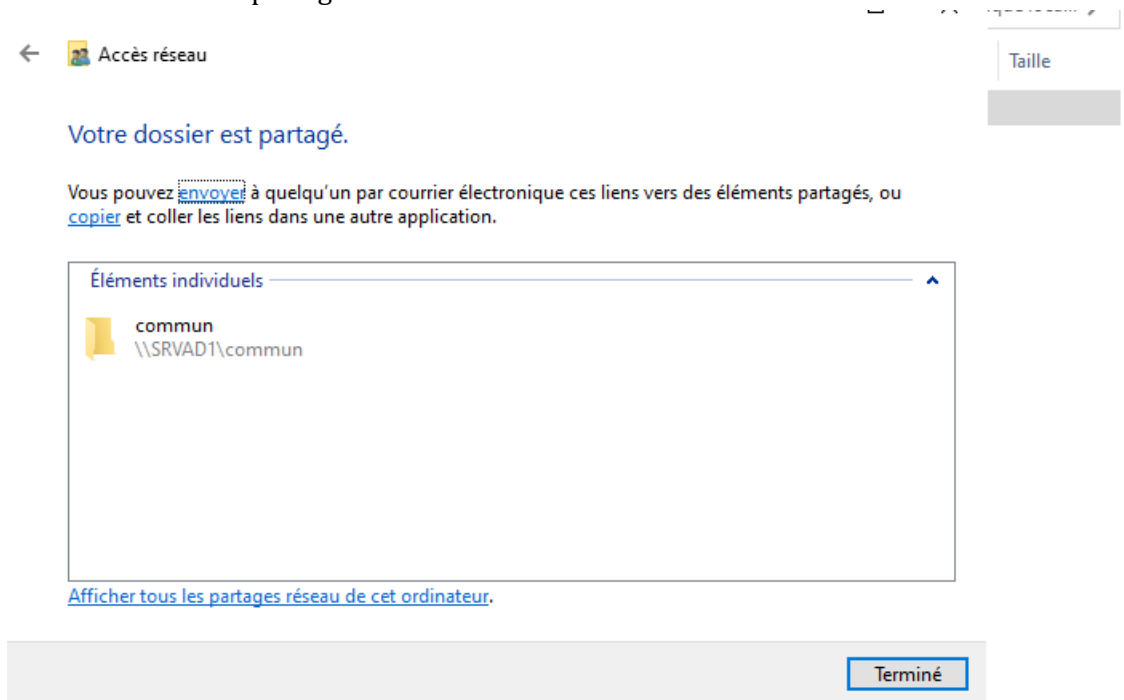 Accès réseau
Taille
Votre dossier est partagé.
Vous pouvez envoyer à quelqu'un par courrier électronique ces liens vers des éléments partagés, ou
copier et coller les liens dans une autre application.
Éléments individuels
commun
\\SRVAD1\commun
Afficher tous les partages réseau de cet ordinateur.
Terminé